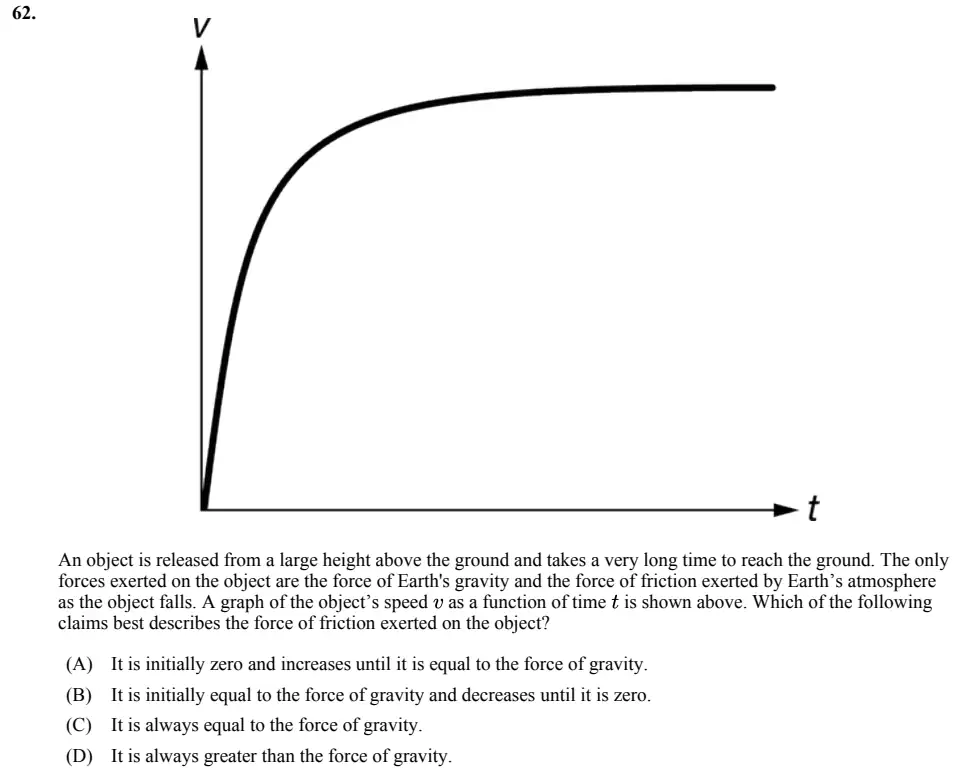 62.
v
t
An object is released from a large height above the ground and takes a very long time to reach the ground. The only
forces exerted on the object are the force of Earth's gravity and the force of friction exerted by Earth’s atmosphere
as the object falls. A graph of the object’s speed v as a function of time t is shown above. Which of the following
claims best describes the force of friction exerted on the object?
(A) It is initially zero and increases until it is equal to the force of gravity.
(B) It is initially equal to the force of gravity and decreases until it is zero.
(C) It is always equal to the force of gravity.
(D) It is always greater than the force of gravity.